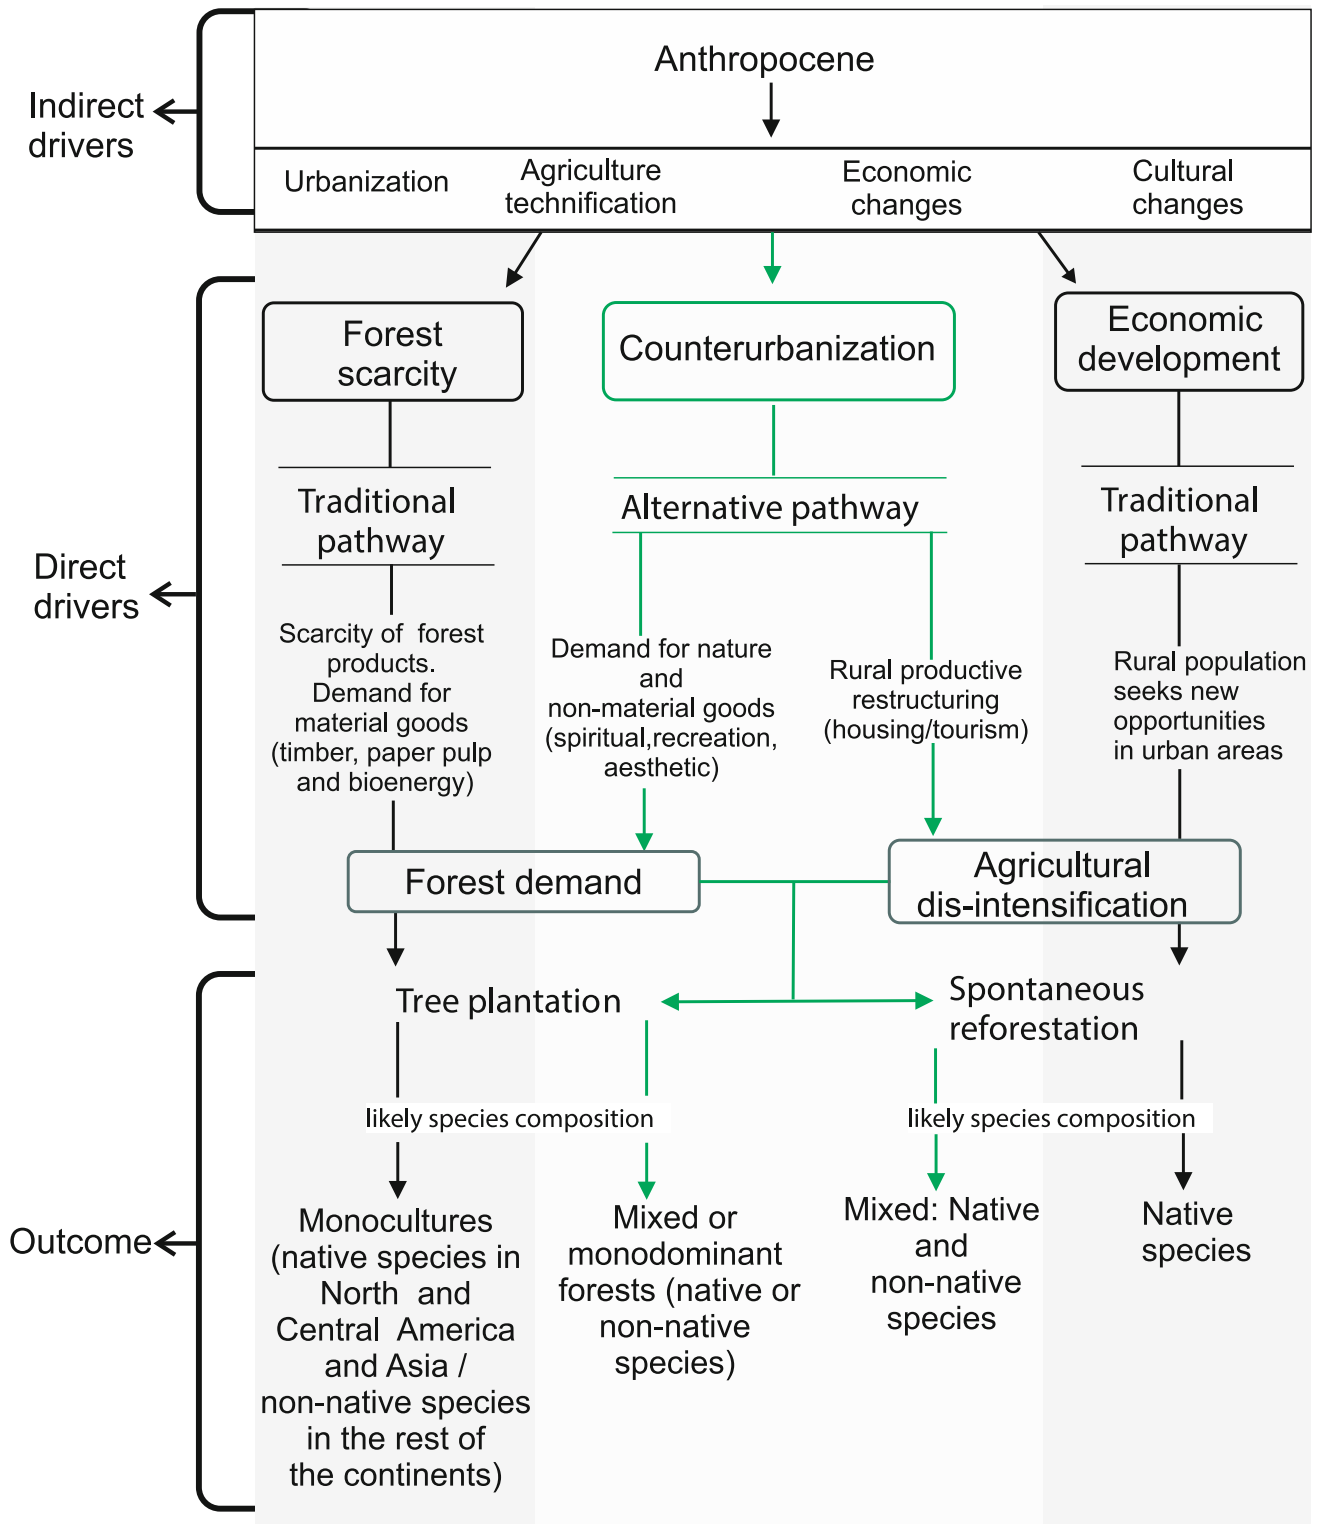 Anthropocene
Indirect
drivers
Urbanization
Agriculture
technification
Economic
changes
Cultural
changes
Forest
scarcity
Counterurbanization
Economic
development
Traditional
pathway
Alternative pathway
Traditional
pathway
Direct
drivers
Scarcity of forest
products.
Demand for
material goods
(timber, paper pulp
and bioenergy)
Demand for nature
and
non-material goods
(spiritual,recreation,
aesthetic)
Rural productive
restructuring
(housing/tourism)
Rural population
seeks new
opportunities
in urban areas
Forest demand
Agricultural
dis-intensification
Tree plantation
Spontaneous
reforestation
likely species composition
likely species composition
Outcome
Monocultures
(native species in
North and
Central America
and Asia /
non-native species
in the rest of
the continents)
Mixed or
monodominant
forests (native or
non-native
species)
Mixed: Native
and
non-native
species
Native
species